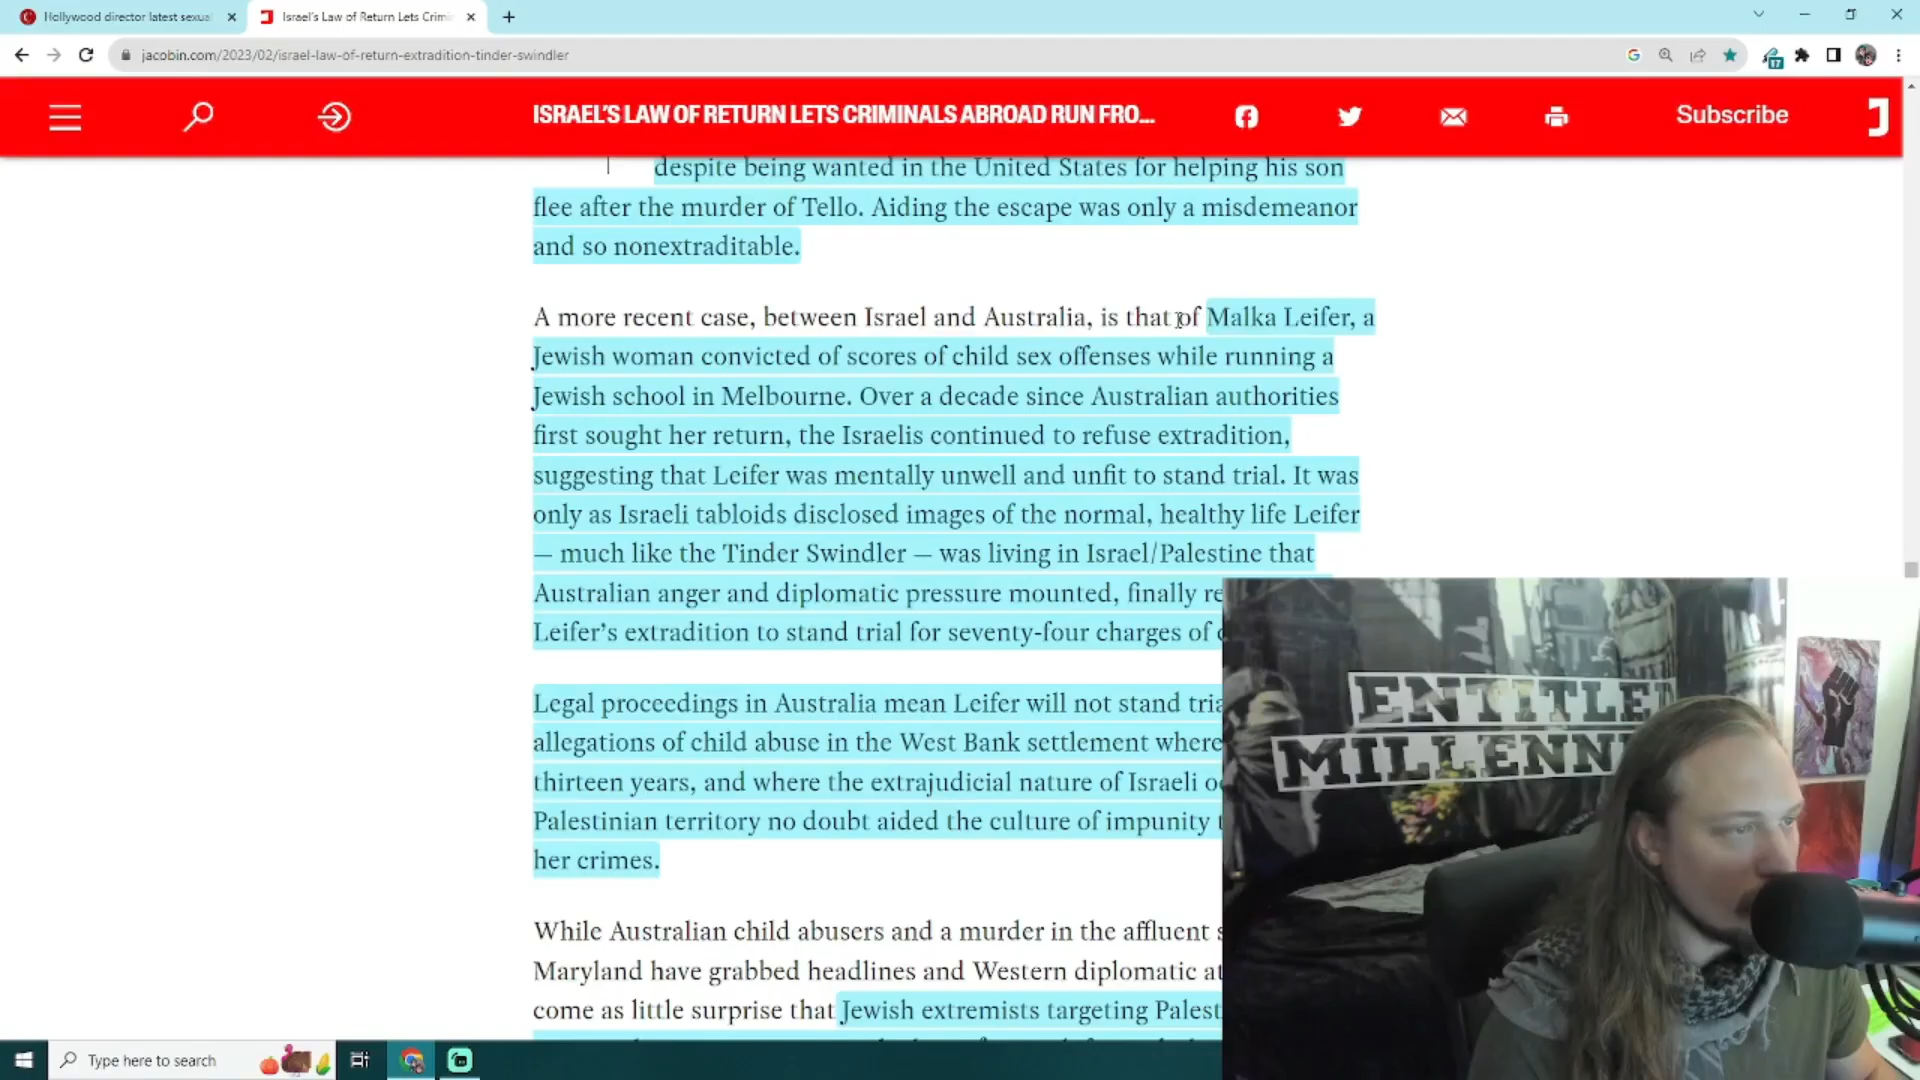 Hollywood director latest sexua
Israel's Law of Return Lets Crimi
jacobin.com/2023/02/israel-law-of-return-extradition-tinder-swindler
17
ISRAEL'S LAW OF RETURN LETS CRIMINALS ABROAD RUN FRO...
Subscribe
despite being wanted in the United States for helping his son
flee after the murder of Tello. Aiding the escape was only a misdemeanor
and so nonextraditable.
A more recent case, between Israel and Australia, is that of Malka Leifer, a
Jewish woman convicted of scores of child sex offenses while running a
Jewish school in Melbourne. Over a decade since Australian authorities
first sought her return, the Israelis continued to refuse extradition,
suggesting that Leifer was mentally unwell and unfit to stand trial. It was
only as Israeli tabloids disclosed images of the normal, healthy life Leifer
— much like the Tinder Swindler — was living in Israel/Palestine that
Australian anger and diplomatic pressure mounted, finally re
Leifer's extradition to stand trial for seventy-four charges of
Legal proceedings in Australia mean Leifer will not stand tria
allegations of child abuse in the West Bank settlement where
thirteen years, and where the extrajudicial nature of Israeli o
Palestinian territory no doubt aided the culture of impunity
her crimes.
While Australian child abusers and a murder in the affluent s
Maryland have grabbed headlines and Western diplomatic at
come as little surprise that Jewish extremists targeting Palest
ENTITLE
MILLENN
Type here to search